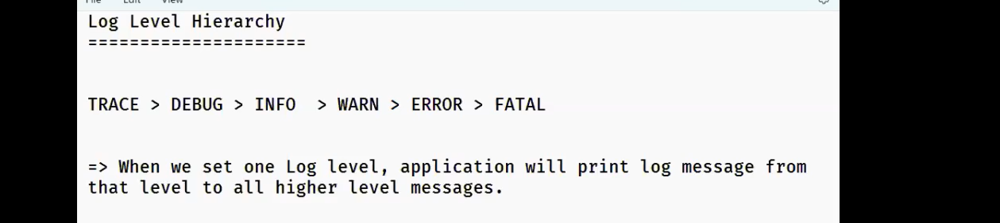 File Edit View
Log Level Hierarchy
=====================
TRACE > DEBUG > INFO  > WARN > ERROR > FATAL
=> When we set one Log level, application will print log message from
that level to all higher level messages.